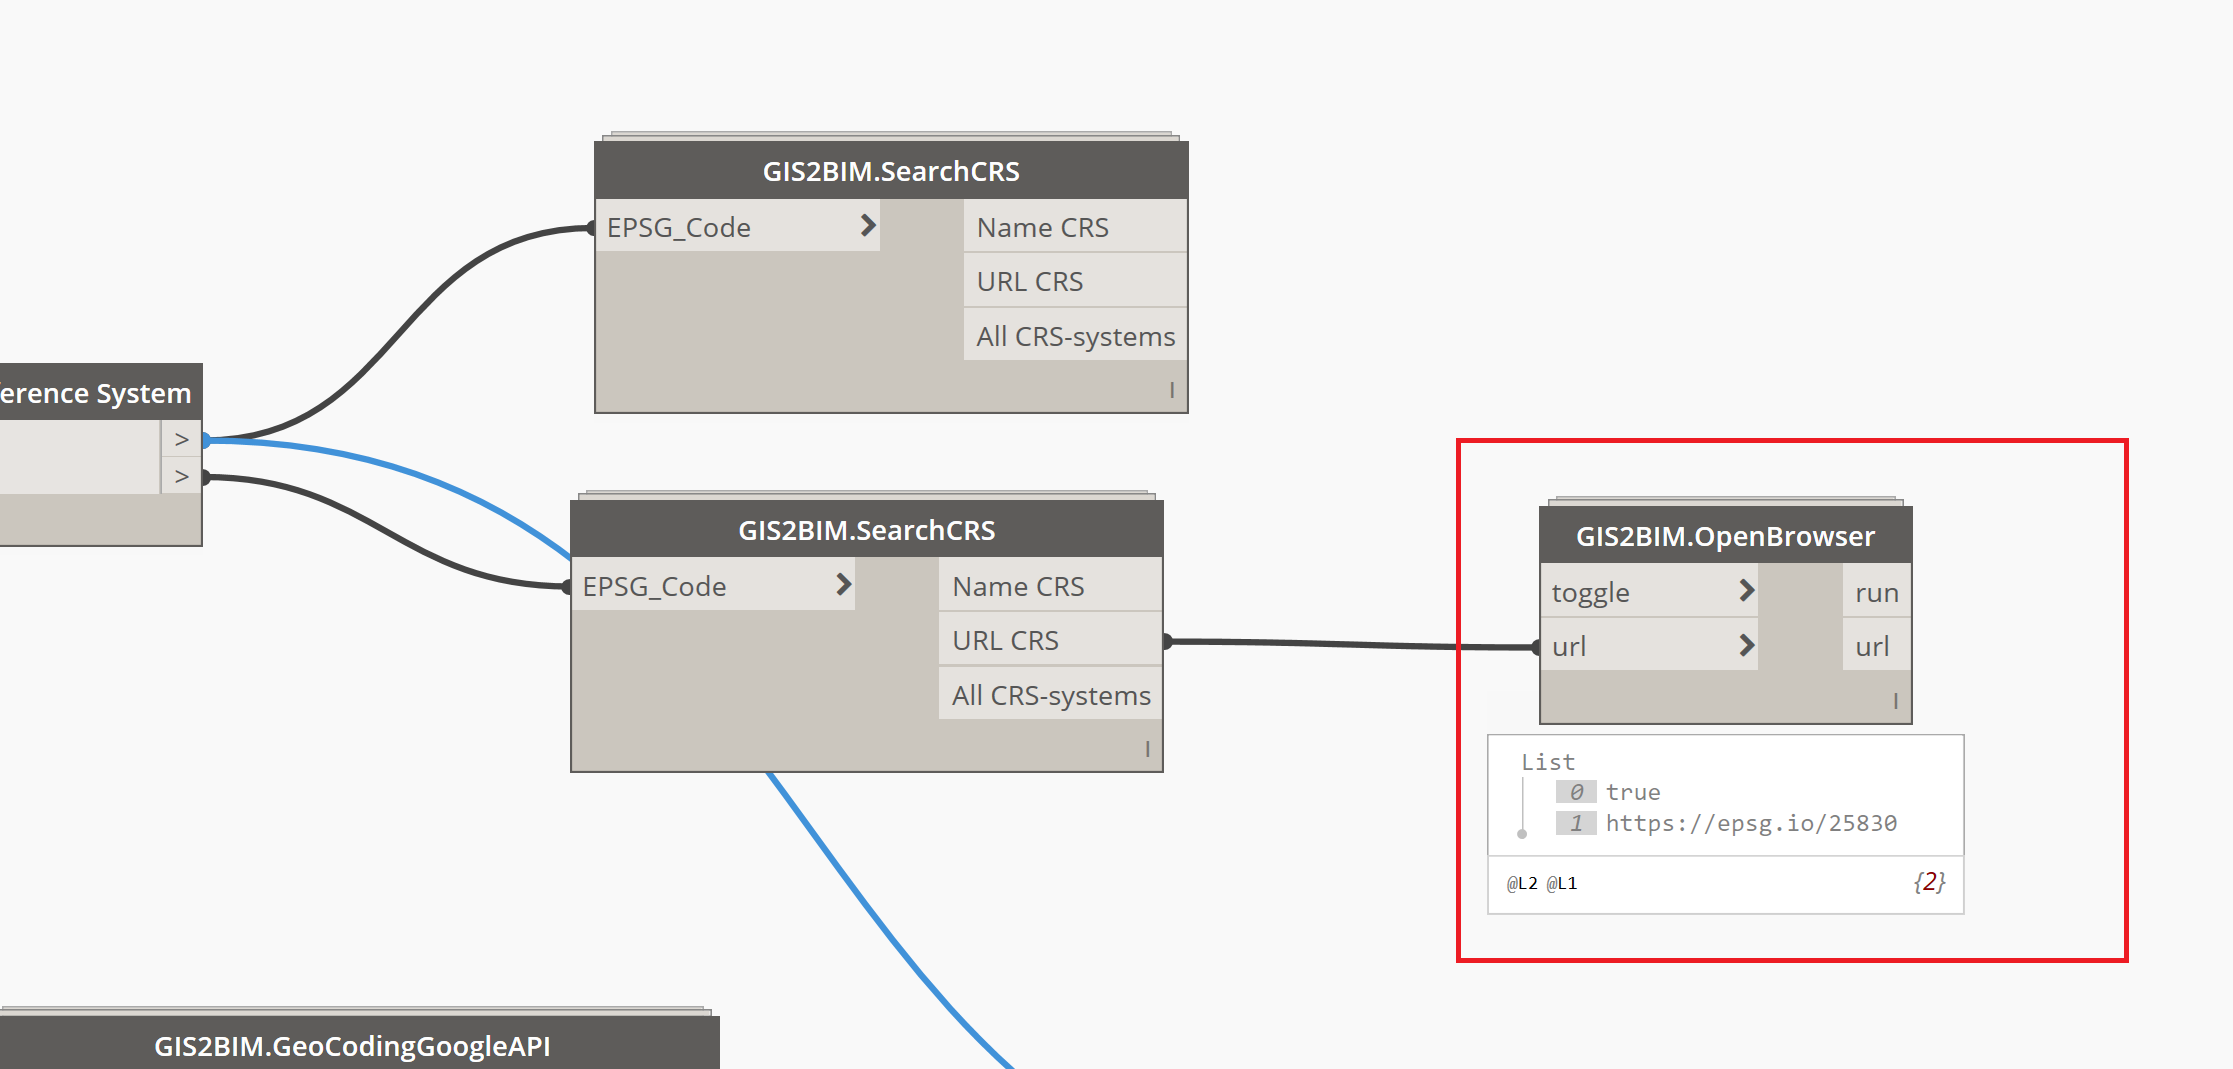 GIS2BIM.SearchCRS
EPSG_Code
Name CRS
URL CRS
All CRS-systems
l
erence System
>
>
GIS2BIM.SearchCRS
EPSG_Code
Name CRS
URL CRS
All CRS-systems
l
GIS2BIM.OpenBrowser
toggle
run
url
url
l
List
0 true
1 https://epsg.io/25830
@L2 @L1
{2}
GIS2BIM.GeoCodingGoogleAPI